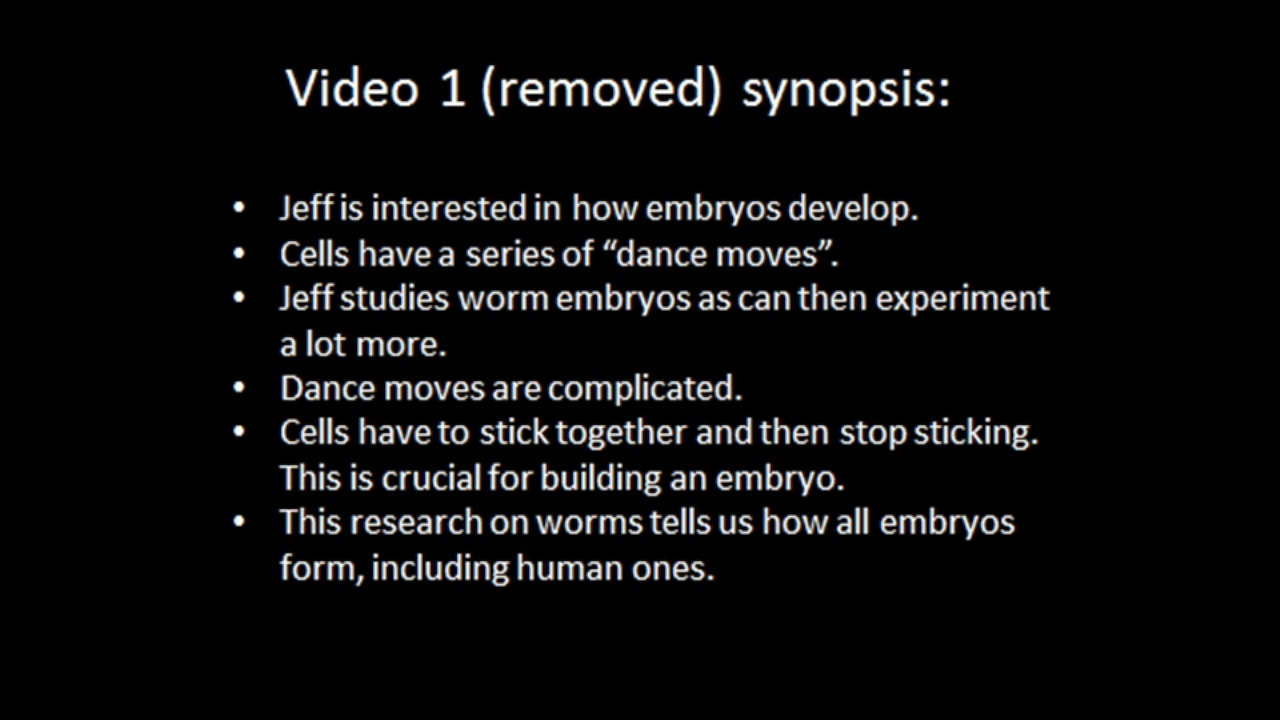 Video 1 (removed) synopsis:
• Jeff is interested in how embryos develop.
• Cells have a series of “dance moves”.
• Jeff studies worm embryos as can then experiment
a lot more.
• Dance moves are complicated.
• Cells have to stick together and then stop sticking.
This is crucial for building an embryo.
• This research on worms tells us how all embryos
form, including human ones.